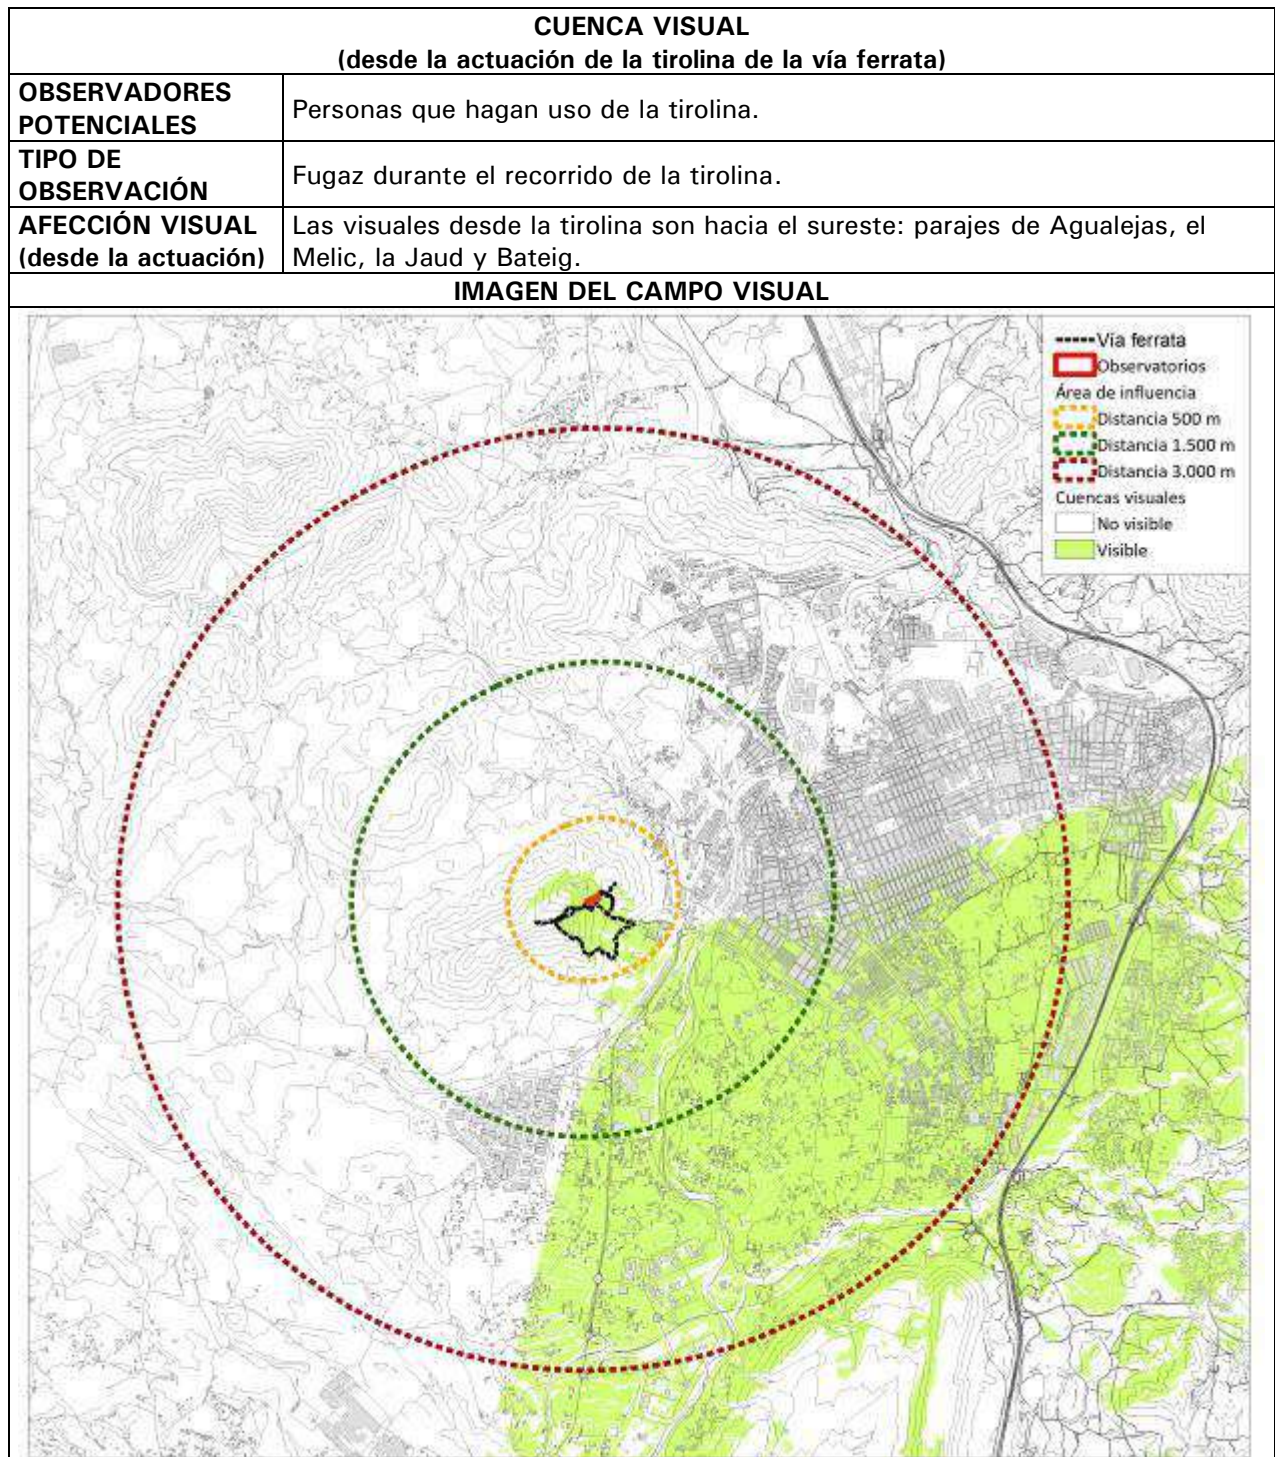 CUENCA VISUAL
(desde la actuación de la tirolina de la vía ferrata)
OBSERVADORES
POTENCIALES
Personas que hagan uso de la tirolina.
TIPO DE
OBSERVACIÓN
Fugaz durante el recorrido de la tirolina.
AFECCIÓN VISUAL
(desde la actuación)
Las visuales desde la tirolina son hacia el sureste: parajes de Agualejas, el
Melic, la Jaud y Bateig.
IMAGEN DEL CAMPO VISUAL
Vía ferrata
Observatorios
Área de influencia
Distancia 500 m
Distancia 1.500 m
Distancia 3.000 m
Cuencas visuales
No visible
Visible